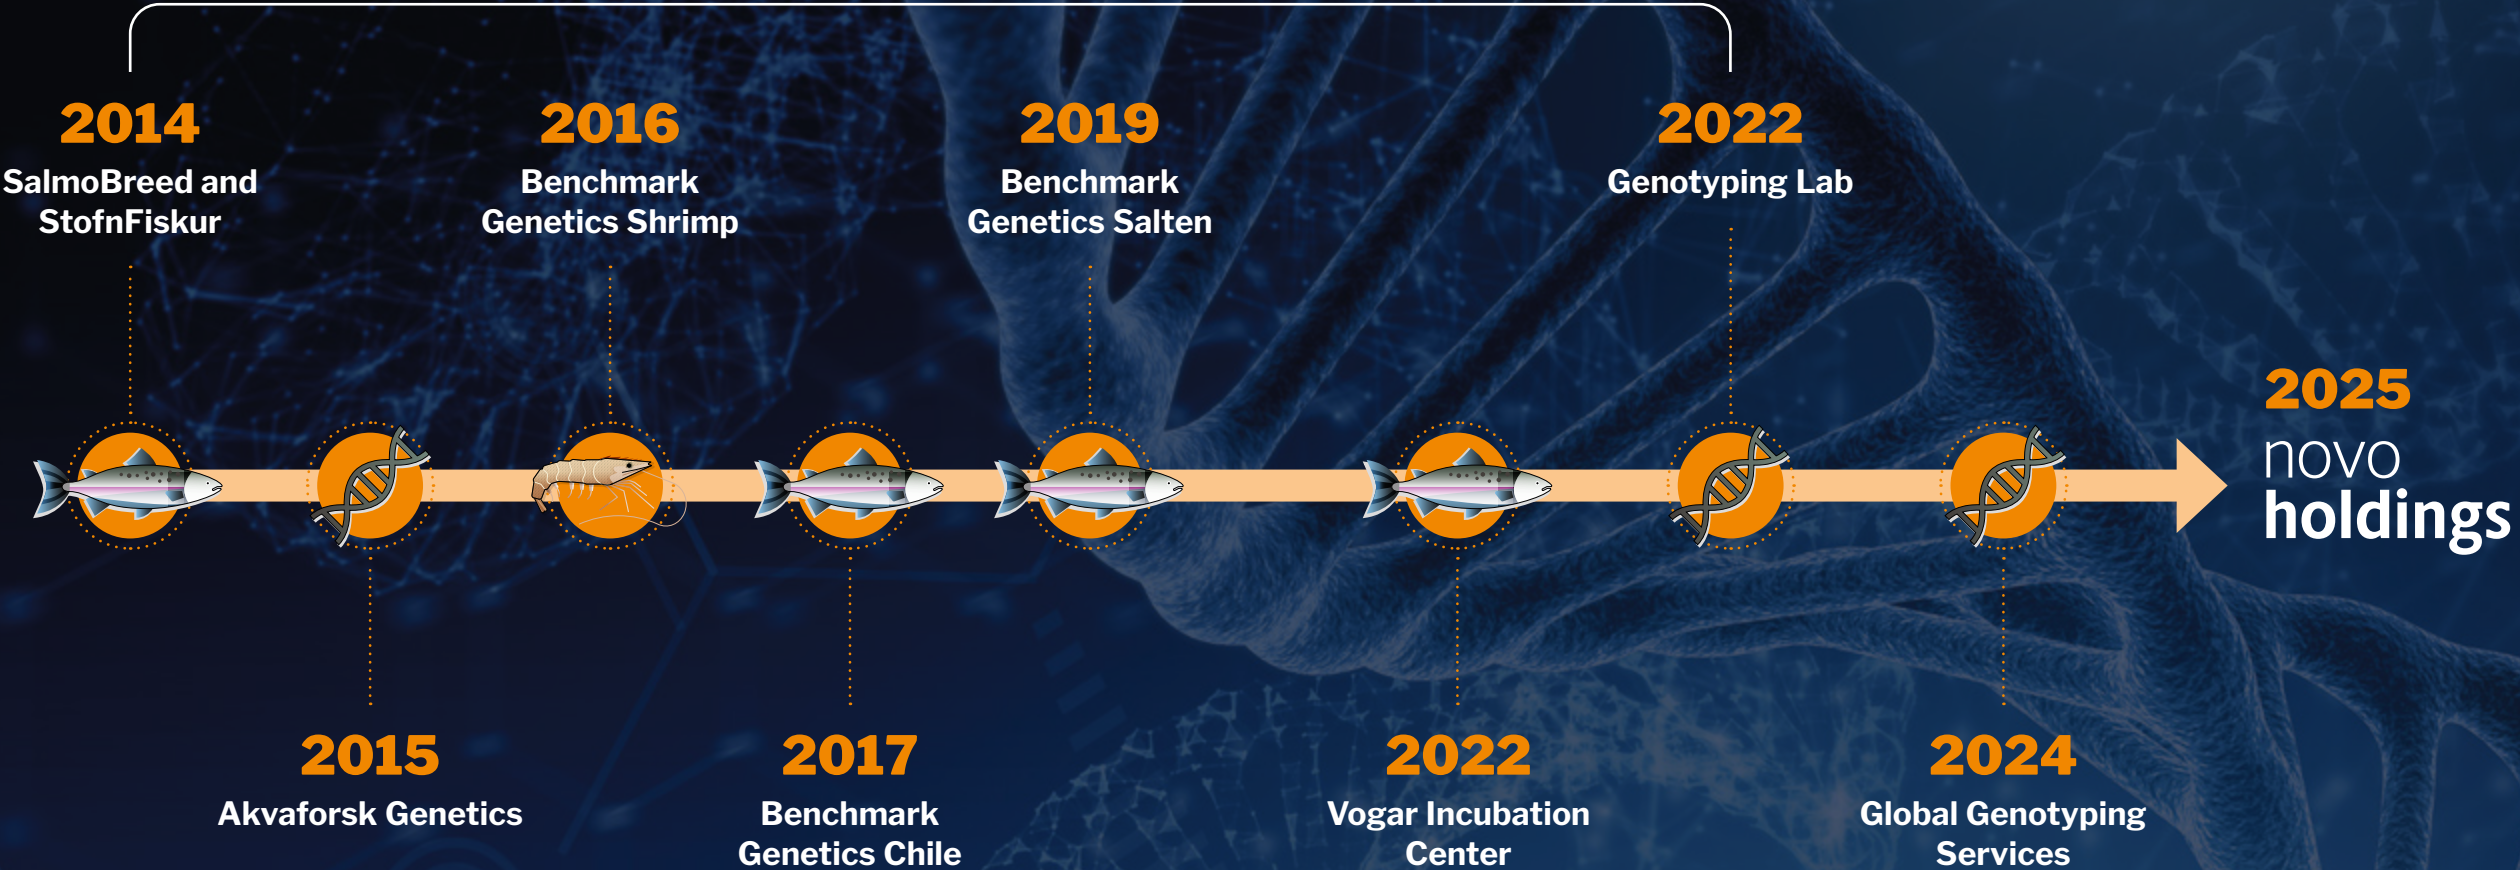 2014
SalmoBreed and
StofnFiskur
2015
Akvaforsk Genetics
2016
Benchmark
Genetics Shrimp
2017
Benchmark
Genetics Chile
2019
Benchmark
Genetics Salten
2022
Vogar Incubation
Center
2022
Genotyping Lab
2024
Global Genotyping
Services
2025
novo
holdings